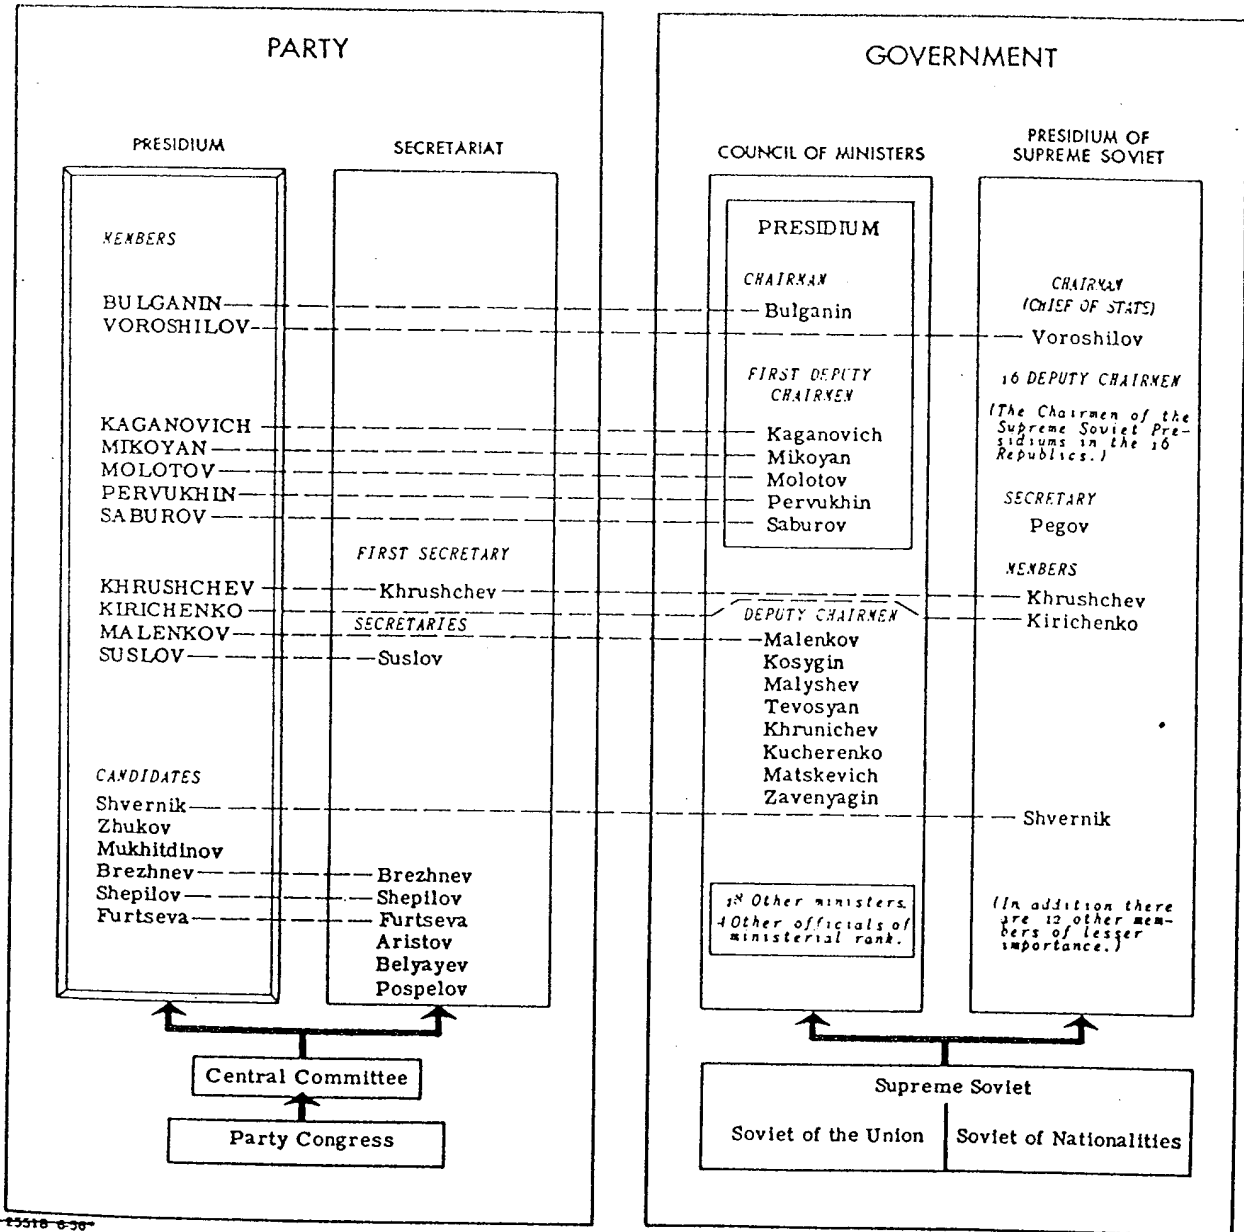 PARTY
PRESIDIUM
MEMBERS
BULGANIN
VOROSHILOV
KAGANOVICH
MIKOYAN
MOLOTOV
PERVUKHIN
SABUROV
KHRUSHCHEV
KIRICHENKO
MALENKOV
SUSLOV
CANDIDATES
Shvernik
Zhukov
Mukhitdinov
Brezhnev
Shepilov
Furtseva
SECRETARIAT
FIRST SECRETARY
Khrushchev
SECRETARIES
Suslov
Brezhnev
Shepilov
Furtseva
Aristov
Belyayev
Pospelov
Central Committee
Party Congress
GOVERNMENT
COUNCIL OF MINISTERS
PRESIDIUM
CHAIRMAN
Bulganin
FIRST DEPUTY
CHAIRMEN
Kaganovich
Mikoyan
Molotov
Pervukhin
Saburov
DEPUTY CHAIRMEN
Malenkov
Kosygin
Malyshev
Tevosyan
Khrunichev
Kucherenko
Matskevich
Zavenyagin
Other ministers.
4 Other officials of
ministerial rank.
PRESIDIUM OF
SUPREME SOVIET
CHAIRMAN
(CHIEF OF STATE)
Voroshilov
16 DEPUTY CHAIRMEN
(The Chairmen of the
Supreme Soviet Pre-
sidiums in the 16
Republics.)
SECRETARY
Pegov
MEMBERS
Khrushchev
Kirichenko
Shvernik
(In addition there
are 12 other mem-
bers of lesser
importance.)
Supreme Soviet
Soviet of the Union
Soviet of Nationalities